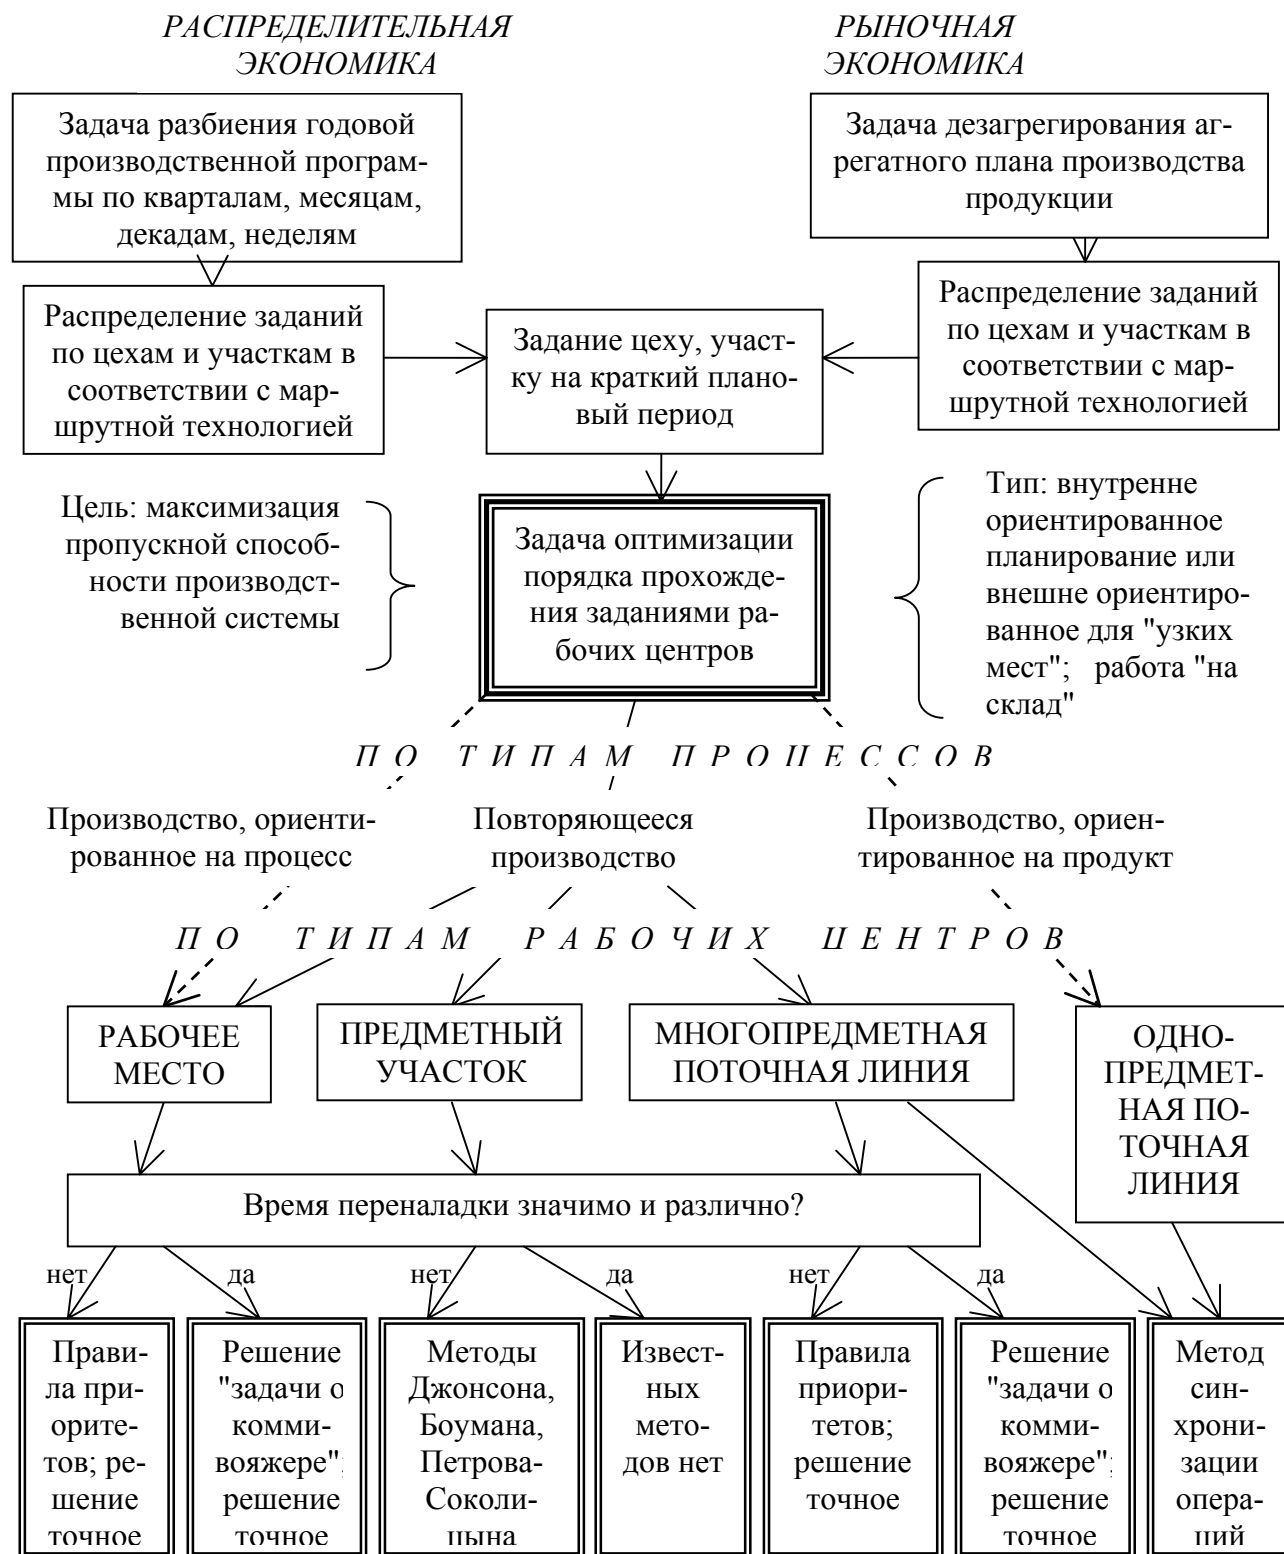 РАСПРЕДЕЛИТЕЛЬНАЯ
ЭКОНОМИКА
РЫНОЧНАЯ
ЭКОНОМИКА
Задача разбиения годовой
производственной програм-
мы по кварталам, месяцам,
декадам, неделям
Задача дезагрегирования аг-
регатного плана производства
продукции
Распределение заданий
по цехам и участкам в
соответствии с мар-
шрутной технологией
Задание цеху, участ-
ку на краткий плано-
вый период
Распределение заданий
по цехам и участкам в
соответствии с мар-
шрутной технологией
Цель: максимизация
пропускной способ-
ности производст-
венной системы
Задача оптимизации
порядка прохожде-
ния заданиями ра-
бочих центров
Тип: внутренне
ориентированное
планирование или
внешне ориентиро-
ванное для "узких
мест"; работа "на
склад"
П О Т И П А М П Р О Ц Е С С О В
Производство, ориенти-
рованное на процесс
Повторяющееся
производство
Производство, ориен-
тированное на продукт
П О Т И П А М Р А Б О Ч И Х Ц Е Н Т Р О В
РАБОЧЕЕ
МЕСТО
ПРЕДМЕТНЫЙ
УЧАСТОК
МНОГОПРЕДМЕТНАЯ
ПОТОЧНАЯ ЛИНИЯ
ОДНО-
ПРЕДМЕТ-
НАЯ ПО-
ТОЧНАЯ
ЛИНИЯ
Время переналадки значимо и различно?
нет
да
нет
да
нет
да
Прави-
ла при-
орите-
тов; ре-
шение
точное
Решение
"задачи о
комми-
вояжере";
решение
точное
Методы
Джонсона,
Боумана,
Петрова-
Соколи-
цына
Извест-
ных
мето-
дов нет
Правила
приори-
тетов;
решение
точное
Решение
"задачи о
комми-
вояжере";
решение
точное
Метод
син-
хрони-
зации
опера-
ций